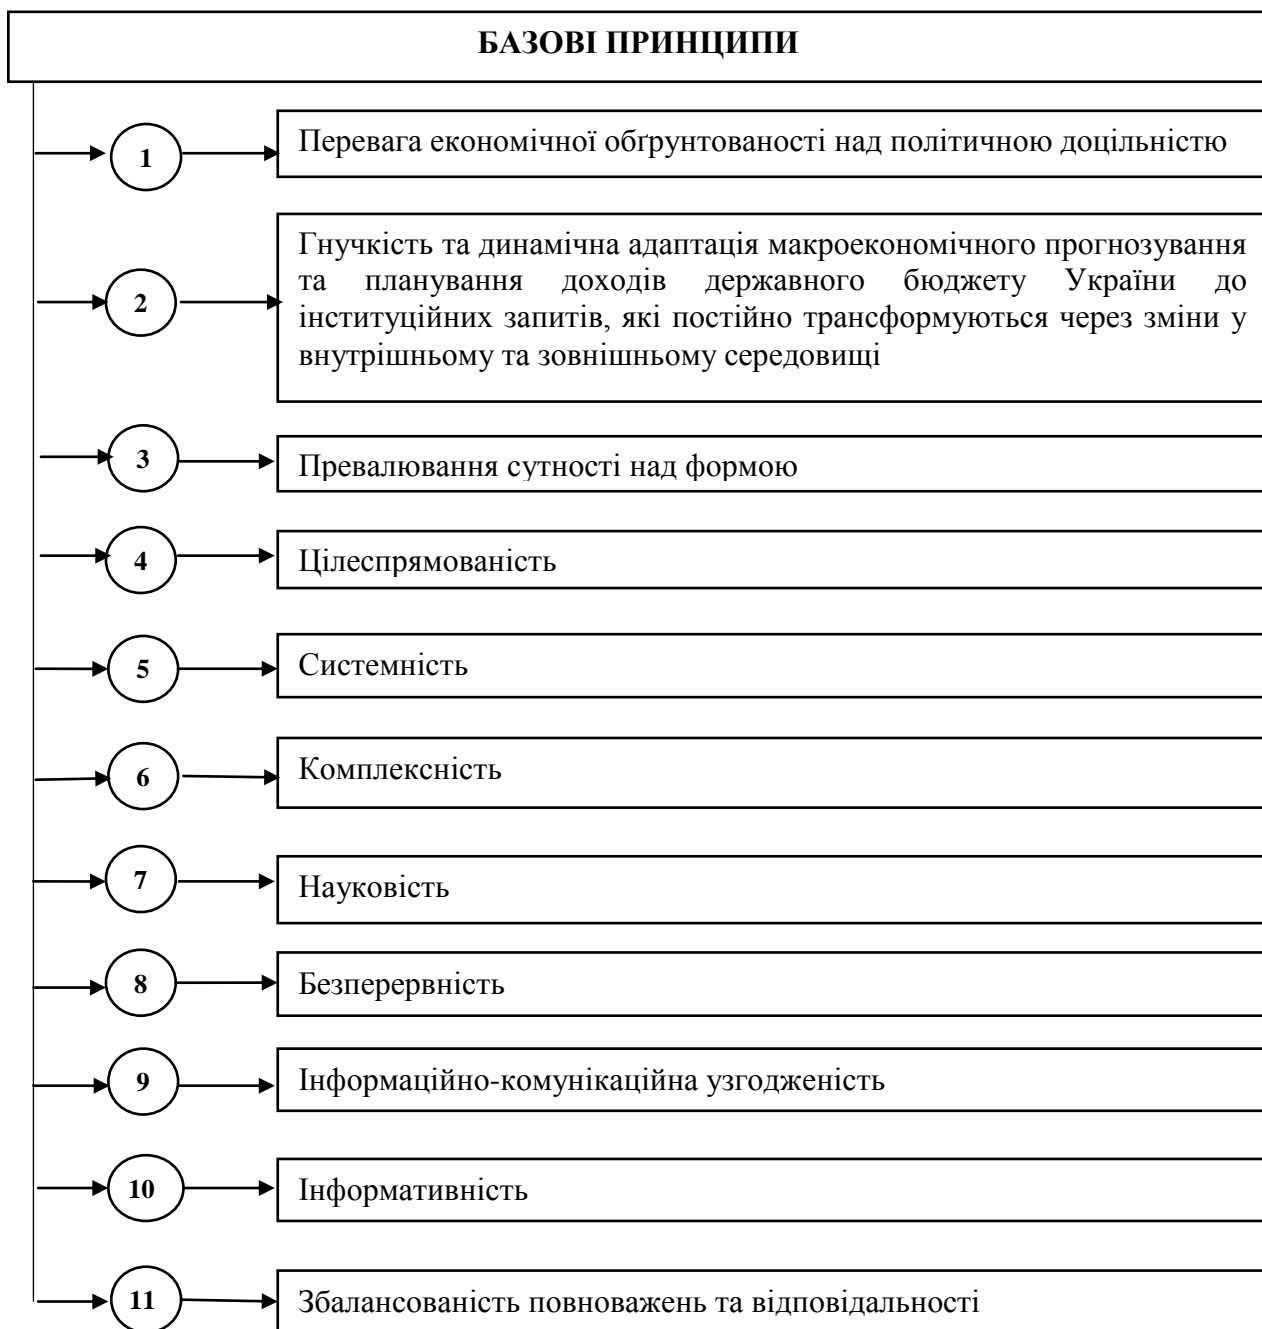 БАЗОВІ ПРИНЦИПИ
1
Перевага економічної обґрунтованості над політичною доцільністю
2
Гнучкість та динамічна адаптація макроекономічного прогнозування
та планування доходів державного бюджету України до
інституційних запитів, які постійно трансформуються через зміни у
внутрішньому та зовнішньому середовищі
3
Превалювання сутності над формою
4
Цілеспрямованість
5
Системність
6
Комплексність
7
Науковість
8
Безперервність
9
Інформаційно-комунікаційна узгодженість
10
Інформативність
11
Збалансованість повноважень та відповідальності